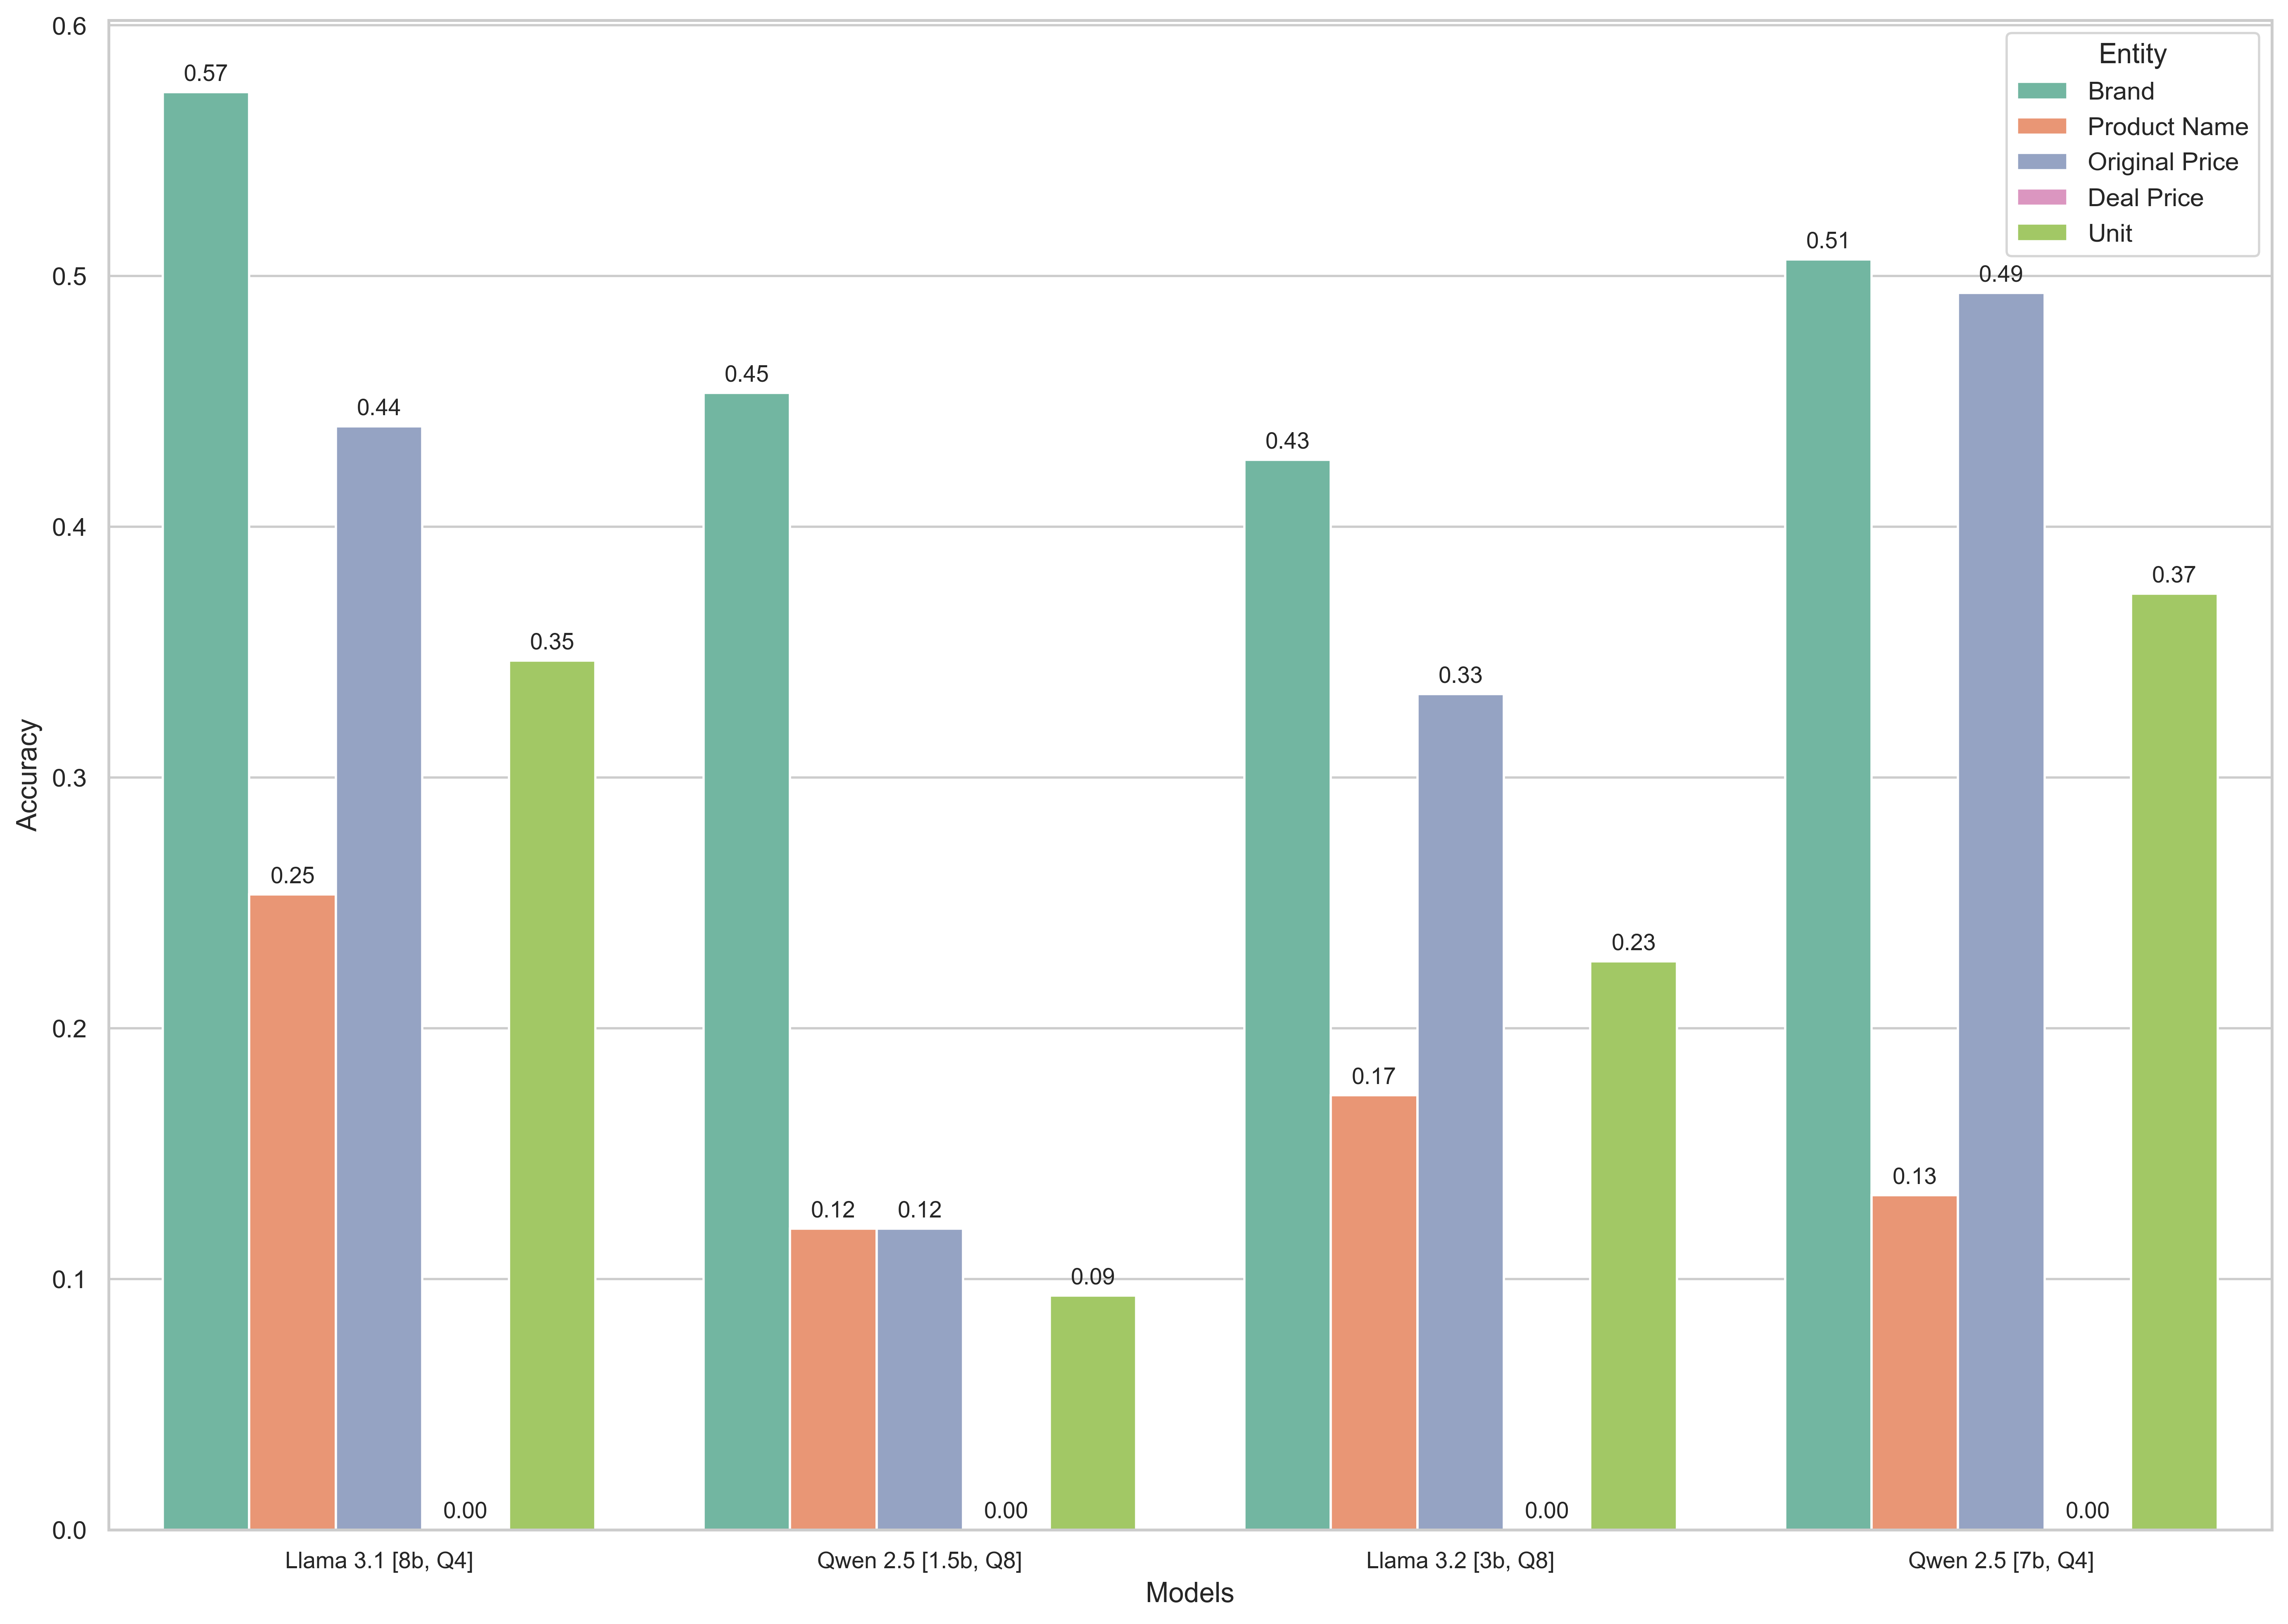 0.6
0.5
0.4
0.3
0.2
0.1
0.0
Accuracy
Entity
Brand
Product Name
Original Price
Deal Price
Unit
0.57
0.25
0.44
0.00
0.35
0.45
0.12
0.12
0.00
0.09
0.43
0.17
0.33
0.00
0.23
0.51
0.13
0.49
0.00
0.37
Llama 3.1 [8b, Q4]
Qwen 2.5 [1.5b, Q8]
Llama 3.2 [3b, Q8]
Qwen 2.5 [7b, Q4]
Models